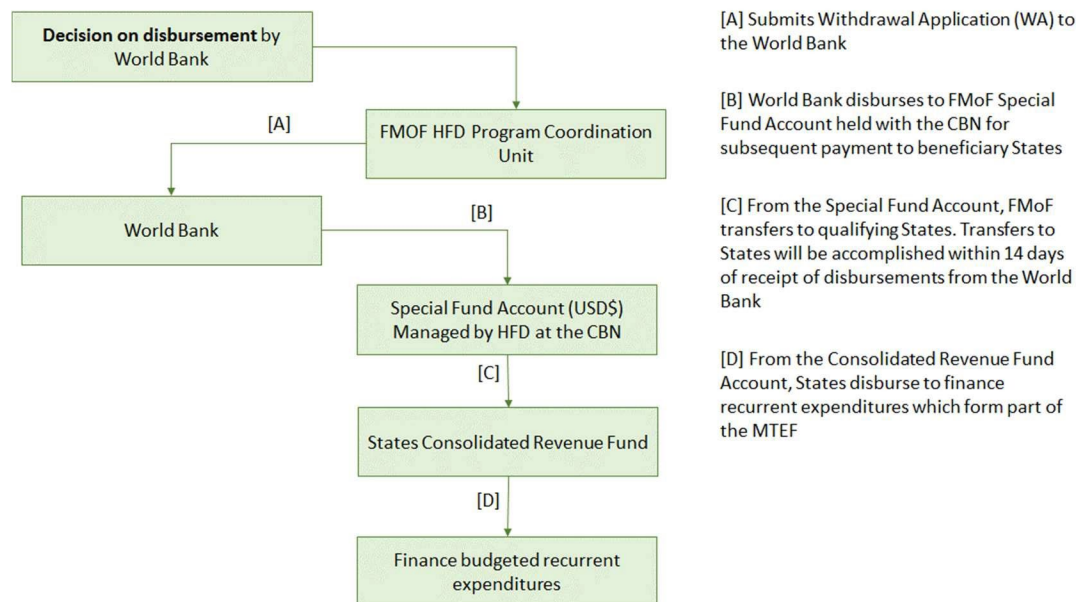 Decision on disbursement by
World Bank
[A]
FMOF HFD Program Coordination
Unit
World Bank
[B]
Special Fund Account (USD$)
Managed by HFD at the CBN
[C]
States Consolidated Revenue Fund
[D]
Finance budgeted recurrent
expenditures
[A] Submits Withdrawal Application (WA) to
the World Bank
[B] World Bank disburses to FMoF Special
Fund Account held with the CBN for
subsequent payment to beneficiary States
[C] From the Special Fund Account, FMoF
transfers to qualifying States. Transfers to
States will be accomplished within 14 days
of receipt of disbursements from the World
Bank
[D] From the Consolidated Revenue Fund
Account, States disburse to finance
recurrent expenditures which form part of
the MTEF